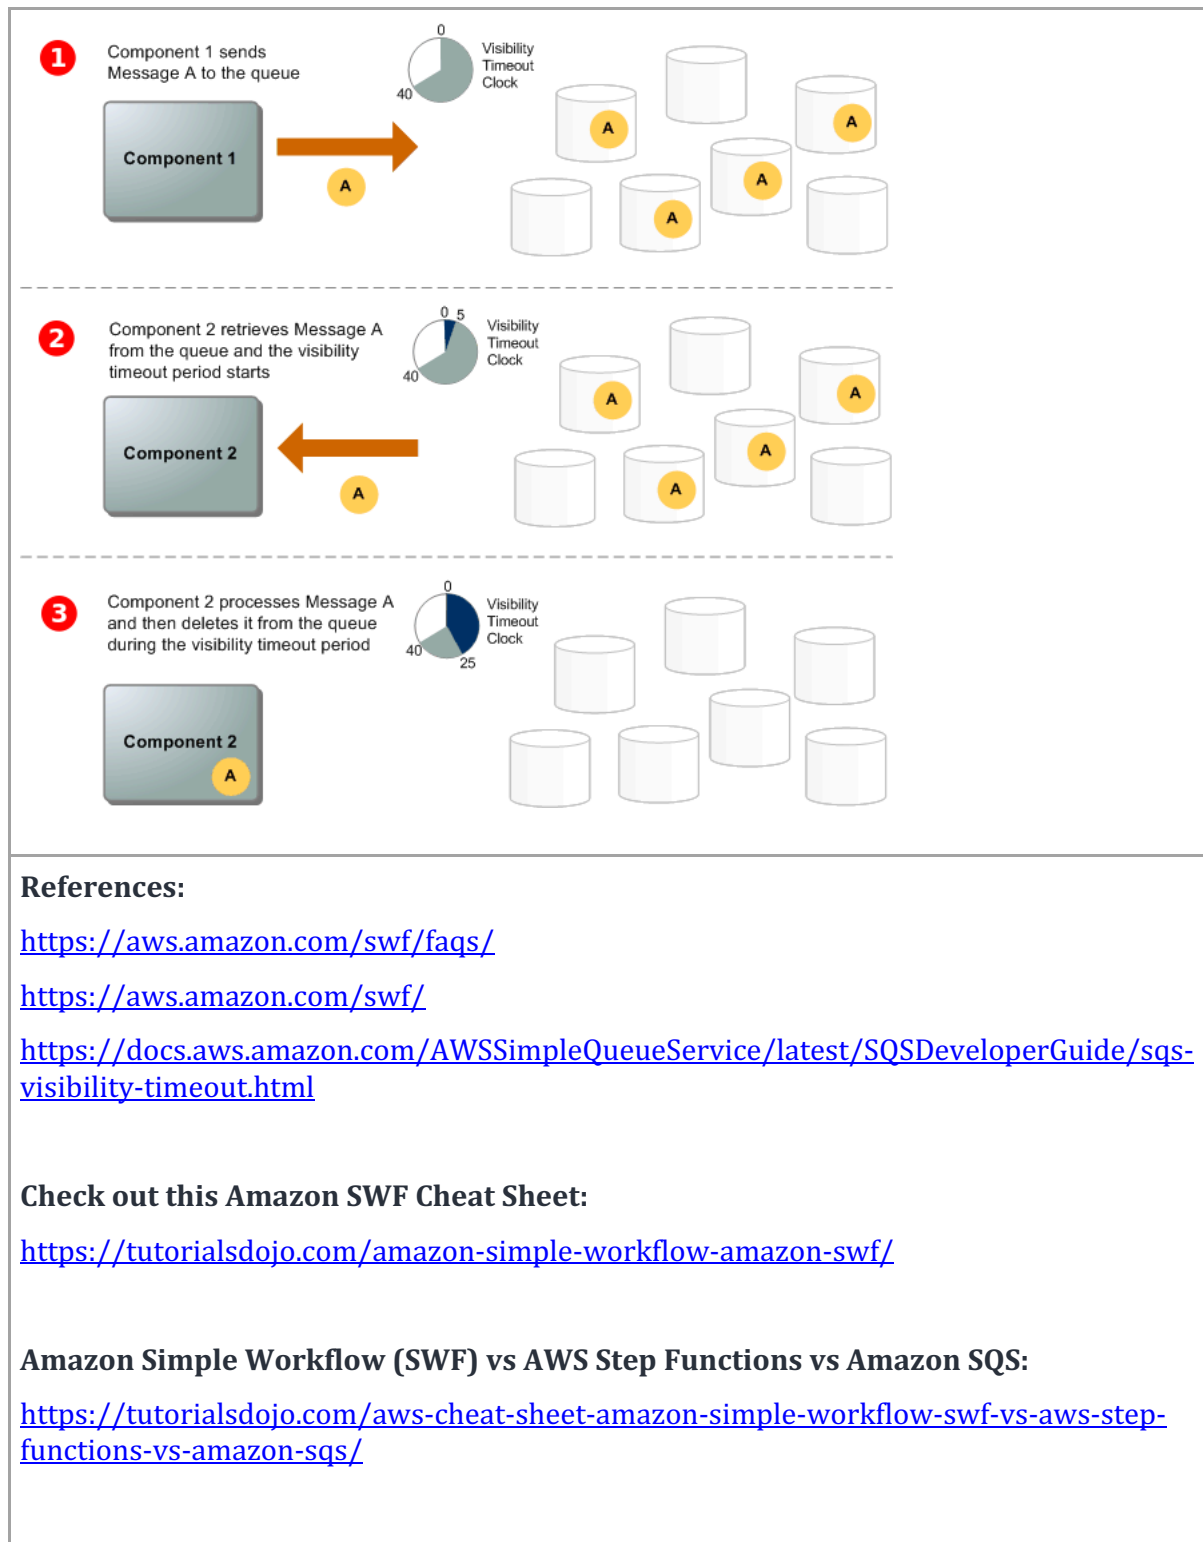 1
Component 1 sends
Message A to the queue
0
40
Visibility
Timeout
Clock
Component 1
A
A
A
A
A
2
Component 2 retrieves Message A
from the queue and the visibility
timeout period starts
0 5
40
Visibility
Timeout
Clock
Component 2
A
A
A
A
A
3
Component 2 processes Message A
and then deletes it from the queue
during the visibility timeout period
0
40
25
Visibility
Timeout
Clock
Component 2
A
References:
https://aws.amazon.com/swf/faqs/
https://aws.amazon.com/swf/
https://docs.aws.amazon.com/AWSSimpleQueueService/latest/SQSDeveloperGuide/sqs-
visibility-timeout.html
Check out this Amazon SWF Cheat Sheet:
https://tutorialsdojo.com/amazon-simple-workflow-amazon-swf/
Amazon Simple Workflow (SWF) vs AWS Step Functions vs Amazon SQS:
https://tutorialsdojo.com/aws-cheat-sheet-amazon-simple-workflow-swf-vs-aws-step-
functions-vs-amazon-sqs/